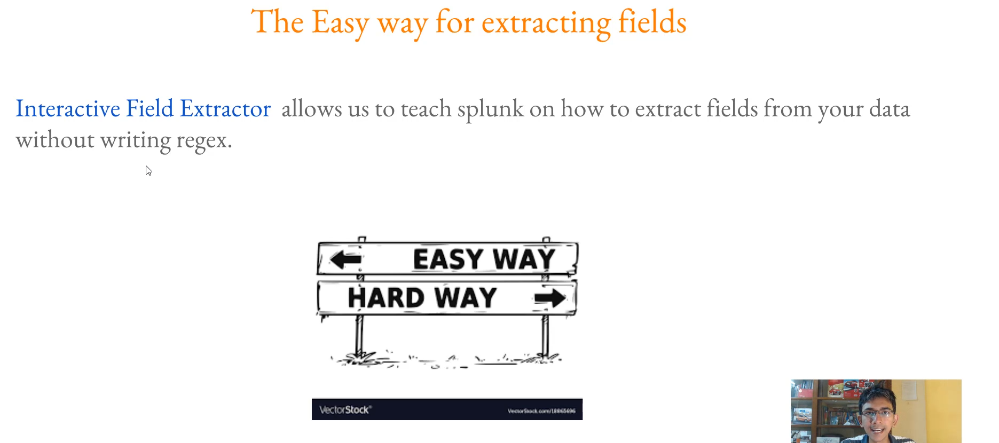 The Easy way for extracting fields
Interactive Field Extractor allows us to teach splunk on how to extract fields from your data
without writing regex.
EASY WAY
HARD WAY
VectorStock®
VectorStock.com/18865696